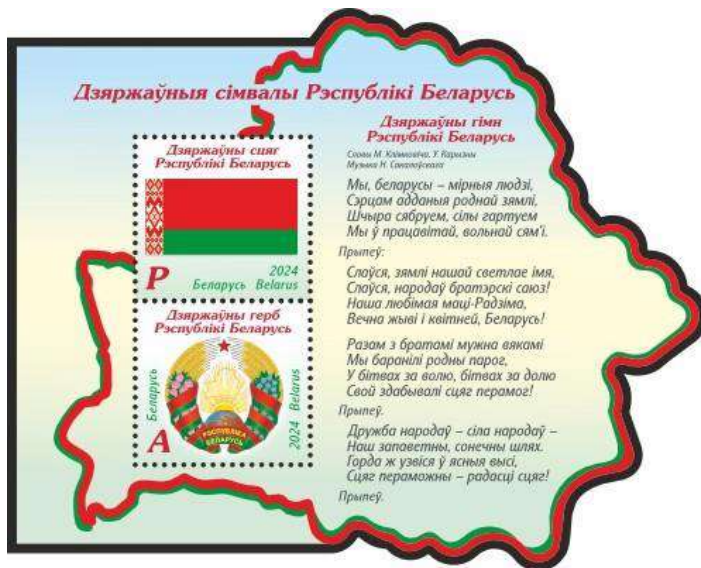 Дзяржаўныя сімвалы Рэспублікі Беларусь
Дзяржаўны сцяг
Рэспублікі Беларусь
Р
2024
Беларусь Belarus
Дзяржаўны герб
Рэспублікі Беларусь
Беларусь
А
РЭСПУБЛІКА
БЕЛАРУСЬ
2024 Belarus
Дзяржаўны гімн
Рэспублікі Беларусь
Словы М. Клімковіча, У. Карызны
Музыка Н. Сакалоўскага
Мы, беларусы – мірныя людзі,
Сэрцам адданыя роднай зямлі,
Шчыра сябруем, сілы гартуем
Мы ў працавітай, вольнай сям'і.
Прыпеў:
Слаўся, зямлі нашай светлае імя,
Слаўся, народаў братэрскі саюз!
Наша любімая маці-Радзіма,
Вечна жыві і квітней, Беларусь!
Разам з братамі мужна вякамі
Мы баранілі родны парог,
У бітвах за волю, бітвах за долю
Свой здабывалі сцяг перамог!
Прыпеў.
Дружба народаў – сіла народаў –
Наш запаветны, сонечны шлях.
Горда ж узвіся ў ясныя высі,
Сцяг пераможны – радасці сцяг!
Прыпеў.